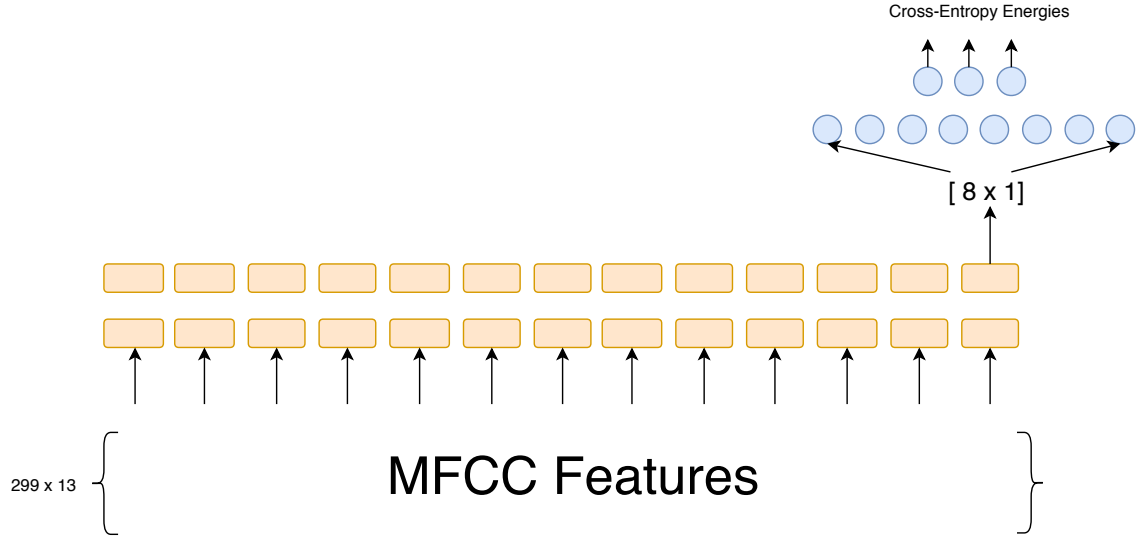 Cross-Entropy Energies
[ 8 x 1]
MFCC Features
299 x 13